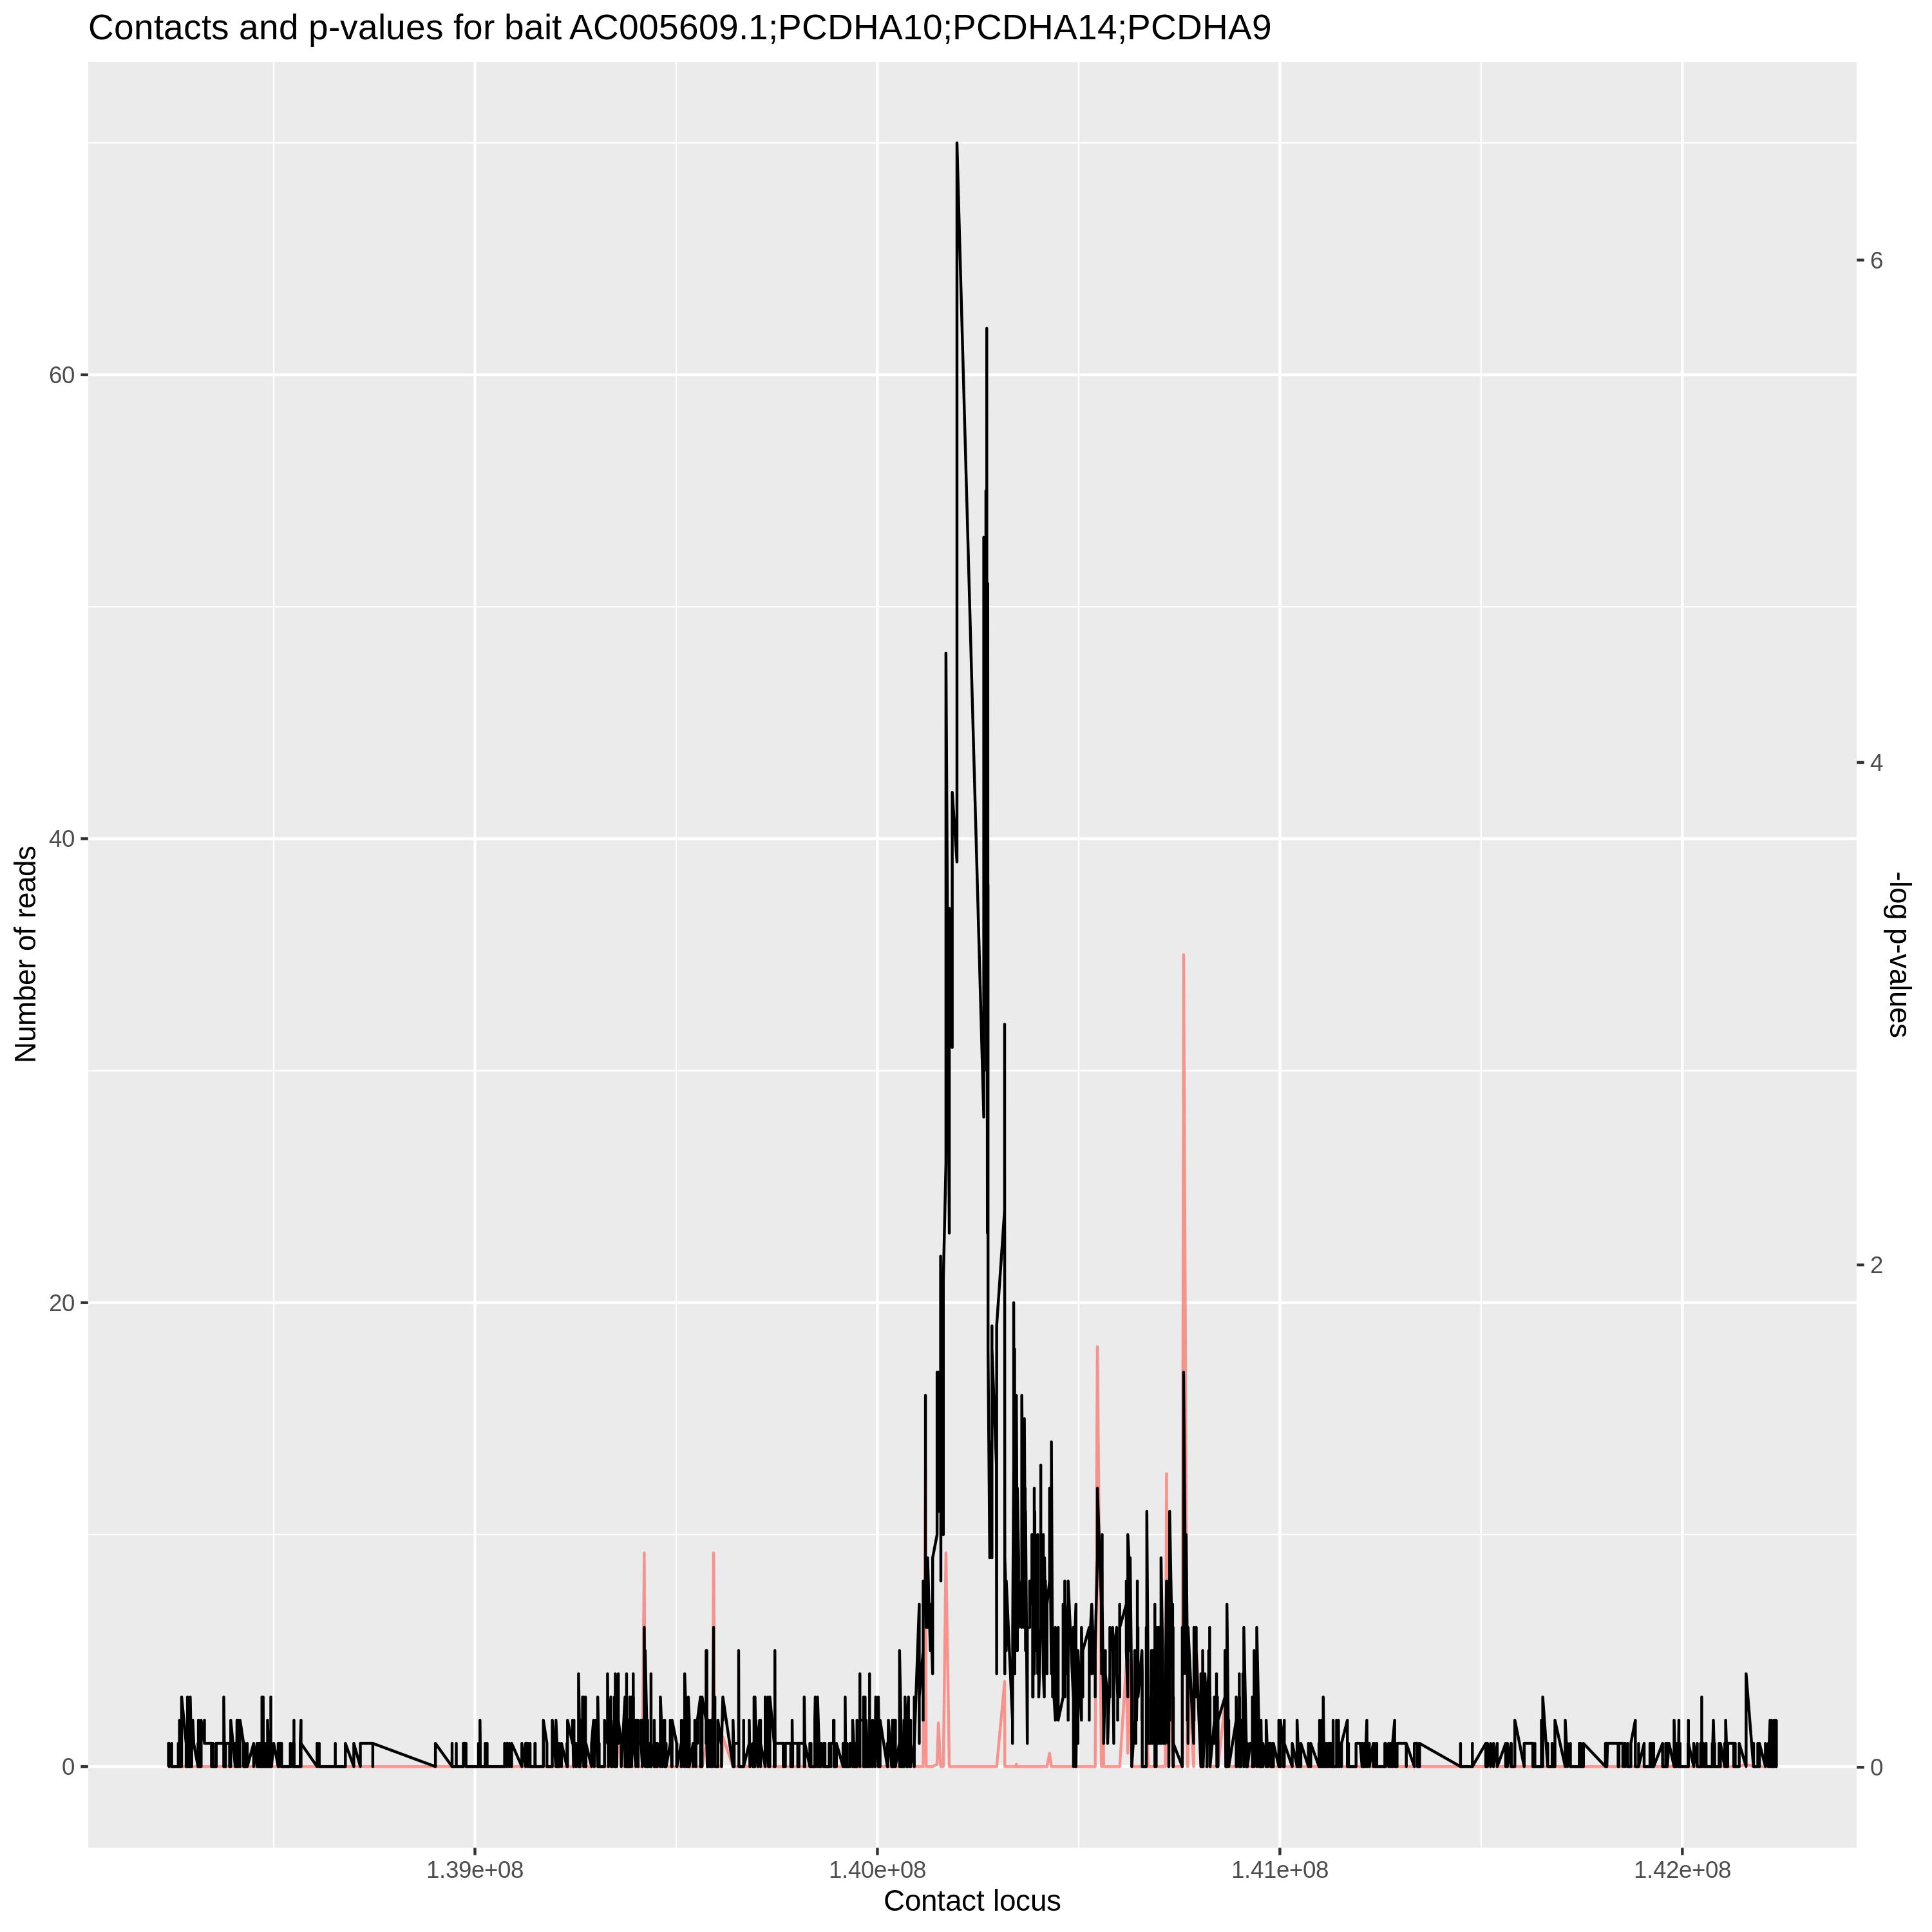 Contacts and p-values for bait AC005609.1;PCDHA10;PCDHA14;PCDHA9
Number of reads
60
40
20
0
6
4
2
0
-log p-values
1.39e+08
1.40e+08
1.41e+08
1.42e+08
Contact locus